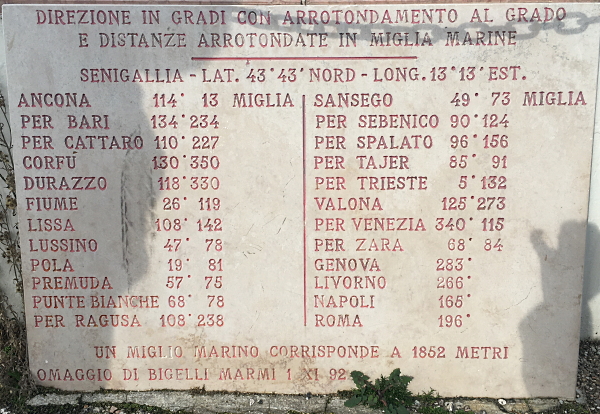 DIREZIONE IN GRADI CON ARROTONDAMENTO AL GRADO
E DISTANZE ARROTONDATE IN MIGLIA MARINE
SENIGALLIA - LAT. 43°43' NORD - LONG. 13°13' EST.
ANCONA 114° 13 MIGLIA
PER BARI 134° 234
PER CATTARO 110° 227
CORFÚ 130° 350
DURAZZO 118° 330
FIUME 26° 119
LISSA 108° 142
LUSSINO 47° 78
POLA 19° 81
PREMUDA 57° 75
PUNTE BIANCHE 68° 78
PER RAGUSA 108° 238
SANSEGO 49° 73 MIGLIA
PER SEBENICO 90° 124
PER SPALATO 96° 156
PER TAJER 85° 91
PER TRIESTE 5° 132
VALONA 125° 273
PER VENEZIA 340° 115
PER ZARA 68° 84
GENOVA 283°
LIVORNO 266°
NAPOLI 165°
ROMA 196°
UN MIGLIO MARINO CORRISPONDE A 1852 METRI
OMAGGIO DI BIGELLI MARMI 1 XI 92